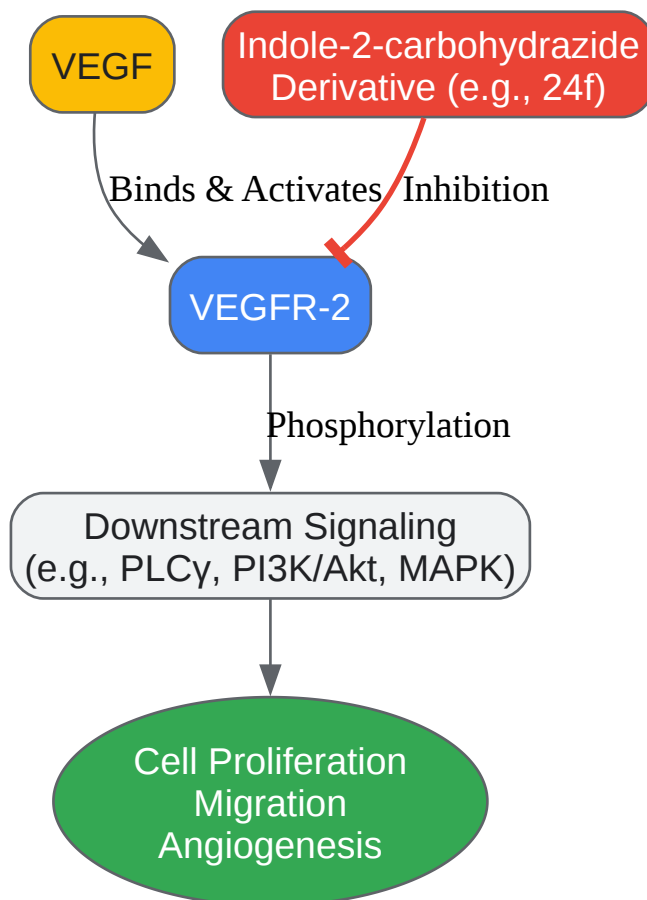 VEGF
Indole-2-carbohydrazide
Derivative (e.g., 24f)
Binds & Activates
Inhibition
VEGFR-2
Phosphorylation
Downstream Signaling
(e.g., PLCγ, PI3K/Akt, MAPK)
Cell Proliferation
Migration
Angiogenesis